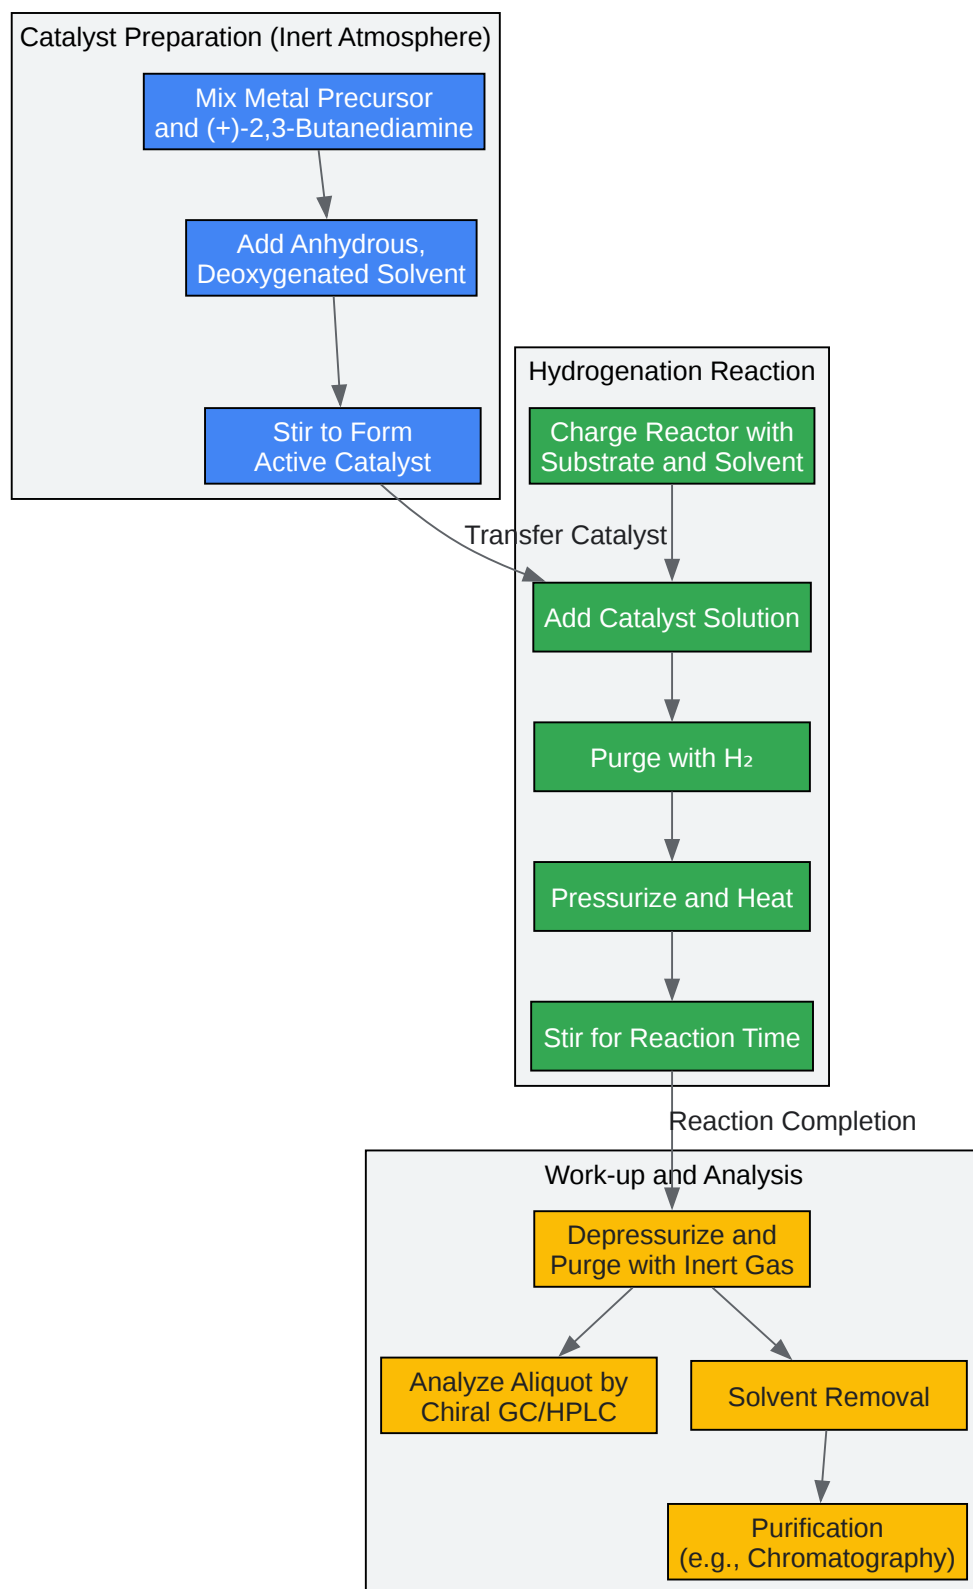 Catalyst Preparation (Inert Atmosphere)
Mix Metal Precursor
and (+)-2,3-Butanediamine
Add Anhydrous,
Deoxygenated Solvent
Stir to Form
Active Catalyst
Hydrogenation Reaction
Charge Reactor with
Substrate and Solvent
Transfer Catalyst
Add Catalyst Solution
Purge with H₂
Pressurize and Heat
Stir for Reaction Time
Reaction Completion
Work-up and Analysis
Depressurize and
Purge with Inert Gas
Analyze Aliquot by
Chiral GC/HPLC
Solvent Removal
Purification
(e.g., Chromatography)